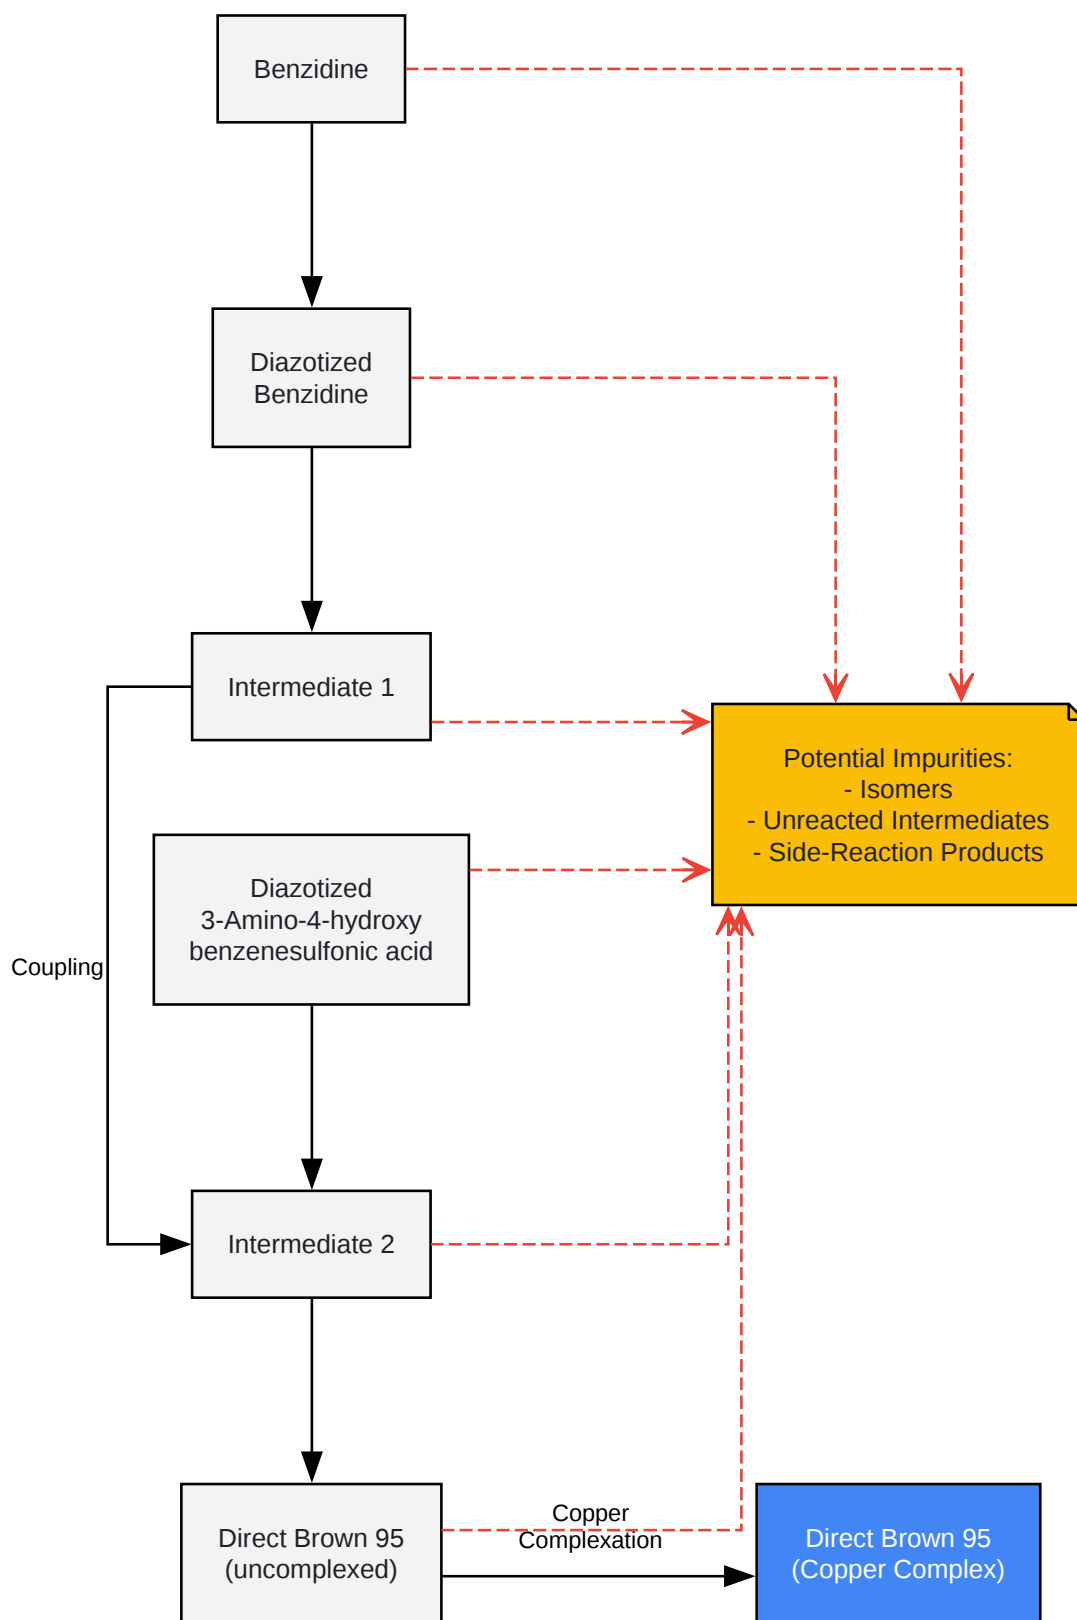 Benzidine
Diazotized
Benzidine
Intermediate 1
Potential Impurities:
- Isomers
- Unreacted Intermediates
- Side-Reaction Products
Diazotized
3-Amino-4-hydroxy
benzenesulfonic acid
Coupling
Intermediate 2
Direct Brown 95
(uncomplexed)
Copper
Complexation
Direct Brown 95
(Copper Complex)